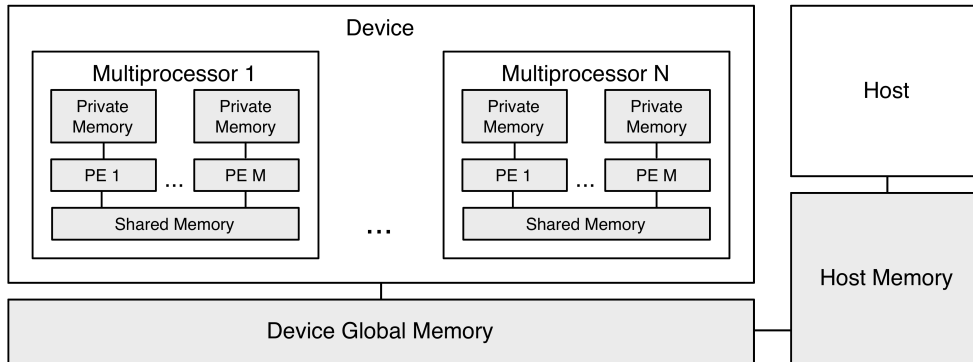 Device
Multiprocessor 1
Private
Memory
Private
Memory
PE 1
...
PE M
Shared Memory
...
Multiprocessor N
Private
Memory
Private
Memory
PE 1
...
PE M
Shared Memory
Device Global Memory
Host
Host Memory